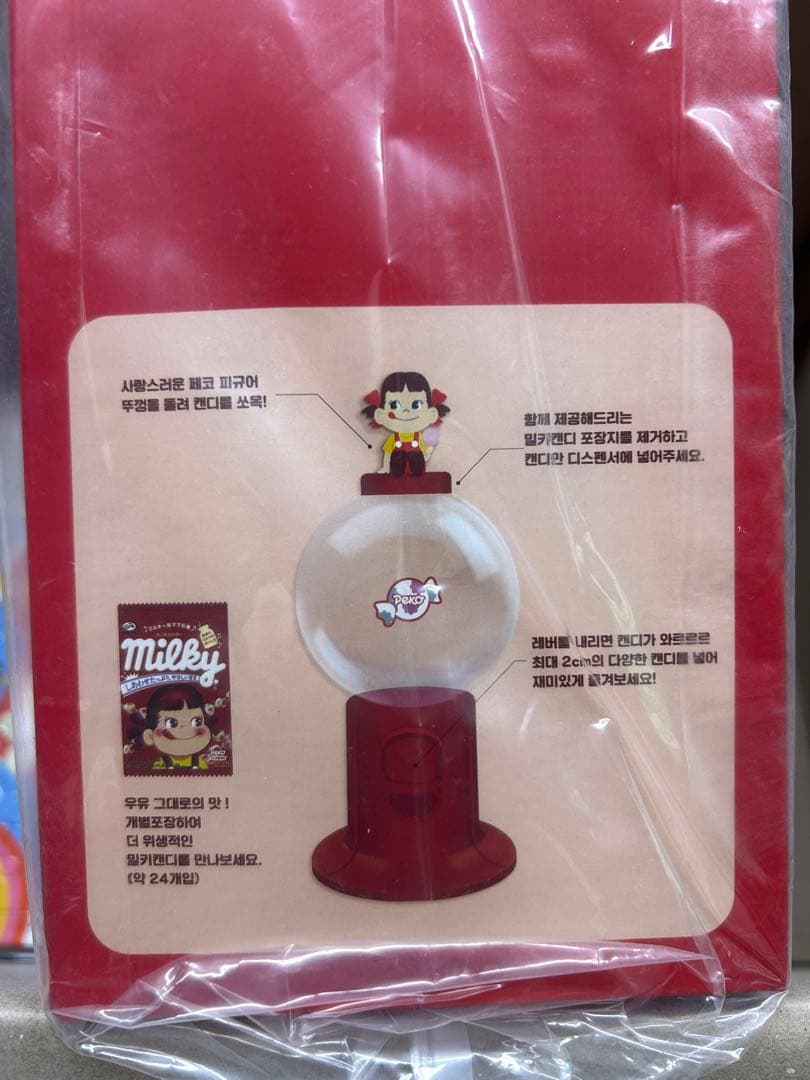 사랑스러운 페코 피규어
뚜껑을 돌려 캔디를 쏘옥!
함께 제공해드리는
밀키캔디 포장지를 제거하고
캔디만 디스펜서에 넣어주세요.
Peko
레버를 내리면 캔디가 와르르르
최대 2cm의 다양한 캔디를 넣어
재미있게 즐겨보세요!
milky
우유 그대로의 맛!
개별포장하여
더 위생적인
밀키캔디를 만나보세요.
(약 24개입)